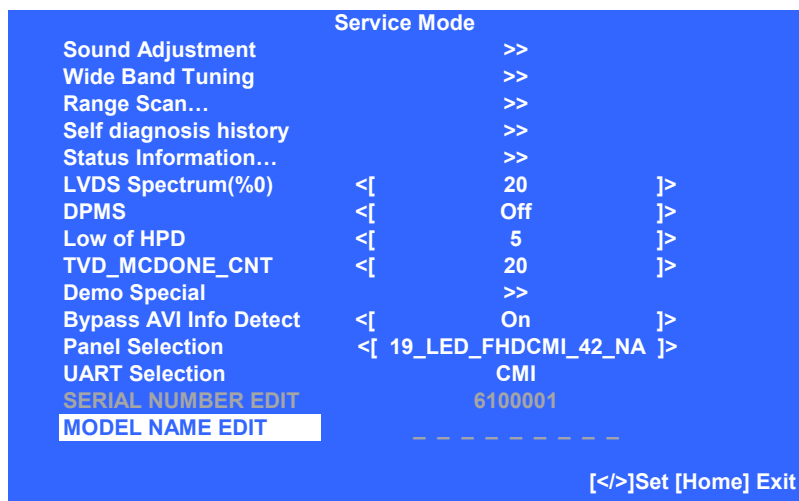 Service Mode
Sound Adjustment >>
Wide Band Tuning >>
Range Scan… >>
Self diagnosis history >>
Status Information… >>
LVDS Spectrum(%0) <[ 20 ]>
DPMS <[ Off ]>
Low of HPD <[ 5 ]>
TVD_MCDONE_CNT <[ 20 ]>
Demo Special >>
Bypass AVI Info Detect <[ On ]>
Panel Selection <[ 19_LED_FHDCMI_42_NA ]>
UART Selection CMI
SERIAL NUMBER EDIT 6100001
MODEL NAME EDIT _ _ _ _ _ _ _ _ _
[</>]Set [Home] Exit